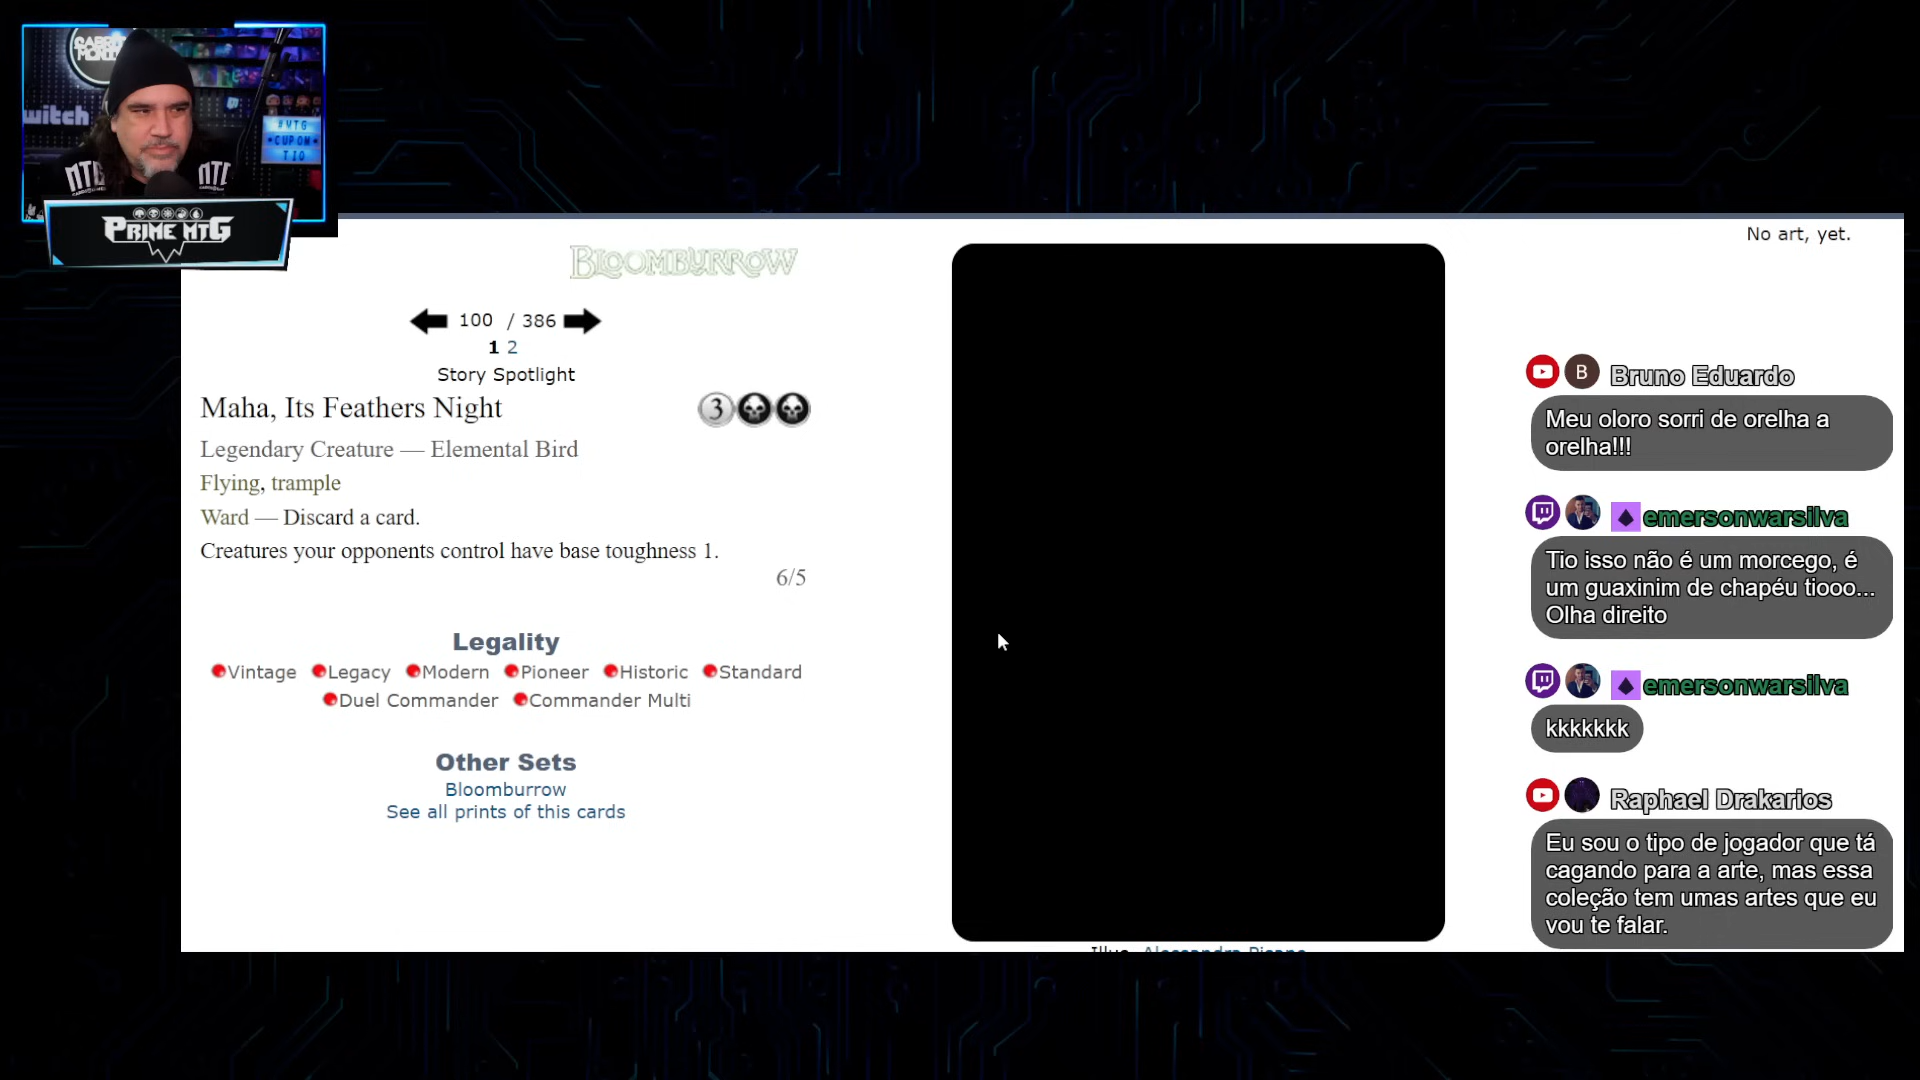 #MTG
CUPOM
TIO
PRIME MTG
No art, yet.
BLOOMBURROW
100 / 386
1 2
Story Spotlight
Maha, Its Feathers Night
3
Legendary Creature — Elemental Bird
Flying, trample
Ward — Discard a card.
Creatures your opponents control have base toughness 1.
6/5
Legality
Vintage Legacy Modern Pioneer Historic Standard
Duel Commander Commander Multi
Other Sets
Bloomburrow
See all prints of this cards
B Bruno Eduardo
Meu oloro sorri de orelha a
orelha!!!
emersonwarsilva
Tio isso não é um morcego, é
um guaxinim de chapéu tiooo...
Olha direito
emersonwarsilva
kkkkkkk
Raphael Drakarios
Eu sou o tipo de jogador que tá
cagando para a arte, mas essa
coleção tem umas artes que eu
vou te falar.